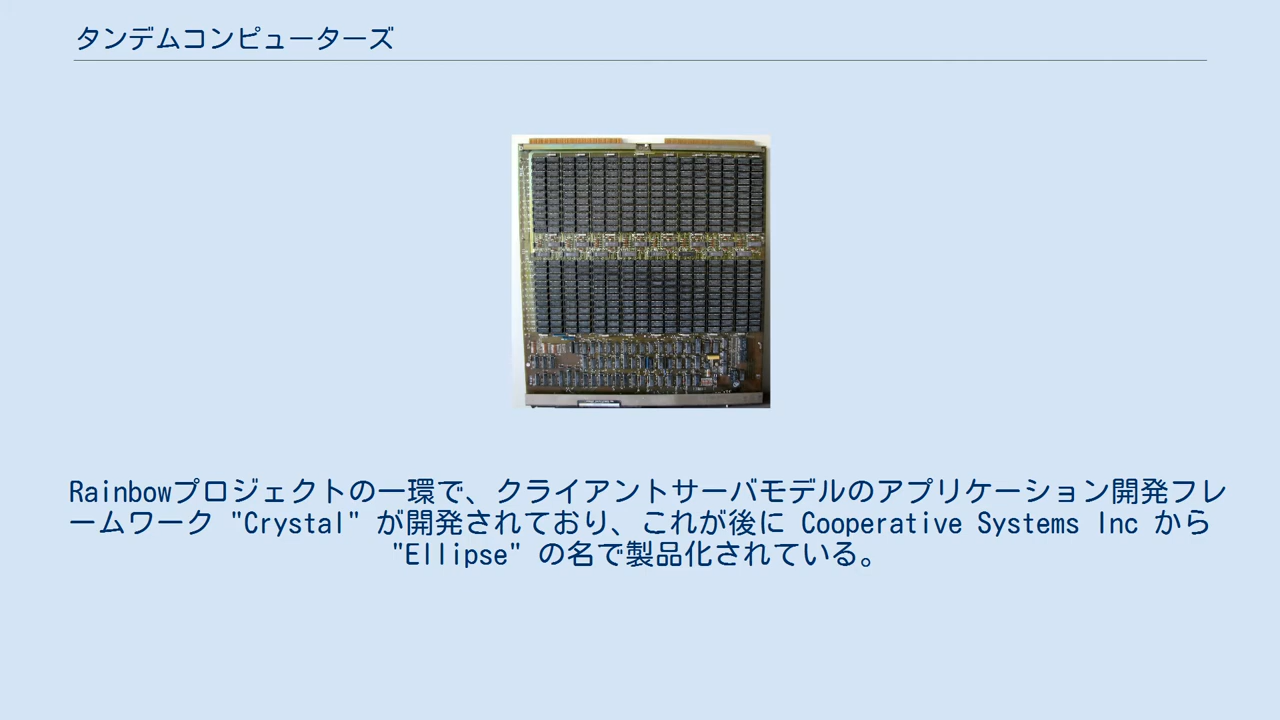 タンデムコンピューターズ
Rainbowプロジェクトの一環で、クライアントサーバモデルのアプリケーション開発フレ
ームワーク "Crystal" が開発されており、これが後に Cooperative Systems Inc から
"Ellipse" の名で製品化されている。